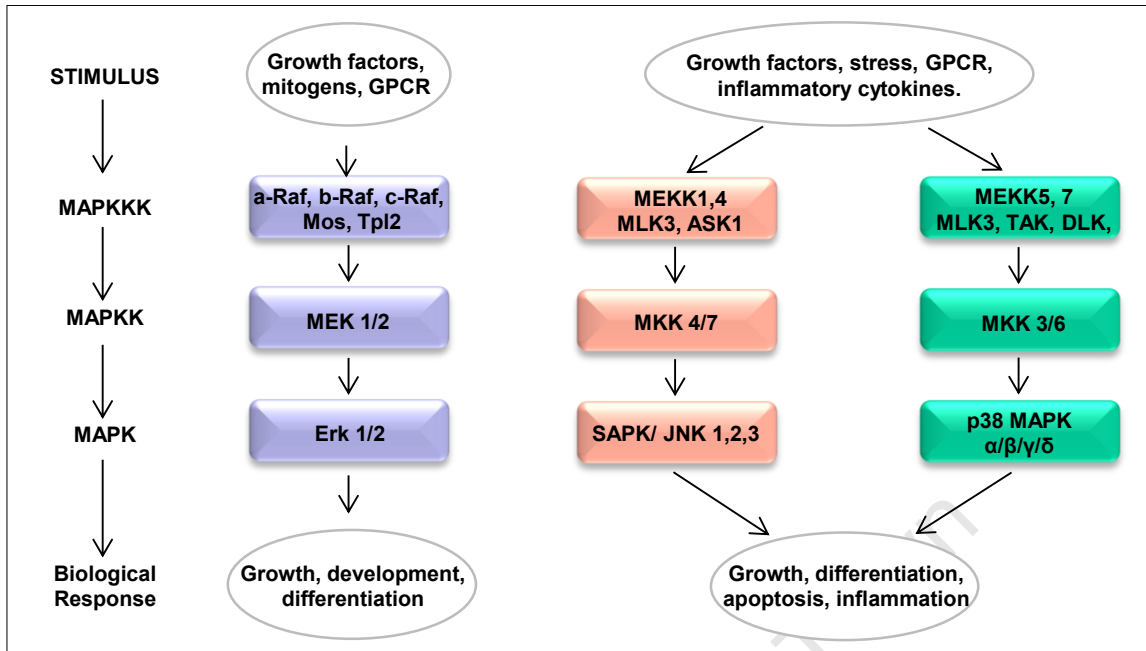 STIMULUS
MAPKKK
MAPKK
MAPK
Biological
Response
Growth factors,
mitogens, GPCR
a-Raf, b-Raf, c-Raf,
Mos, Tpl2
MEK 1/2
Erk 1/2
Growth, development,
differentiation
Growth factors, stress, GPCR,
inflammatory cytokines.
MEKK1,4
MLK3, ASK1
MKK 4/7
SAPK/ JNK 1,2,3
MEKK5, 7
MLK3, TAK, DLK,
MKK 3/6
p38 MAPK
α/β/γ/δ
Growth, differentiation,
apoptosis, inflammation